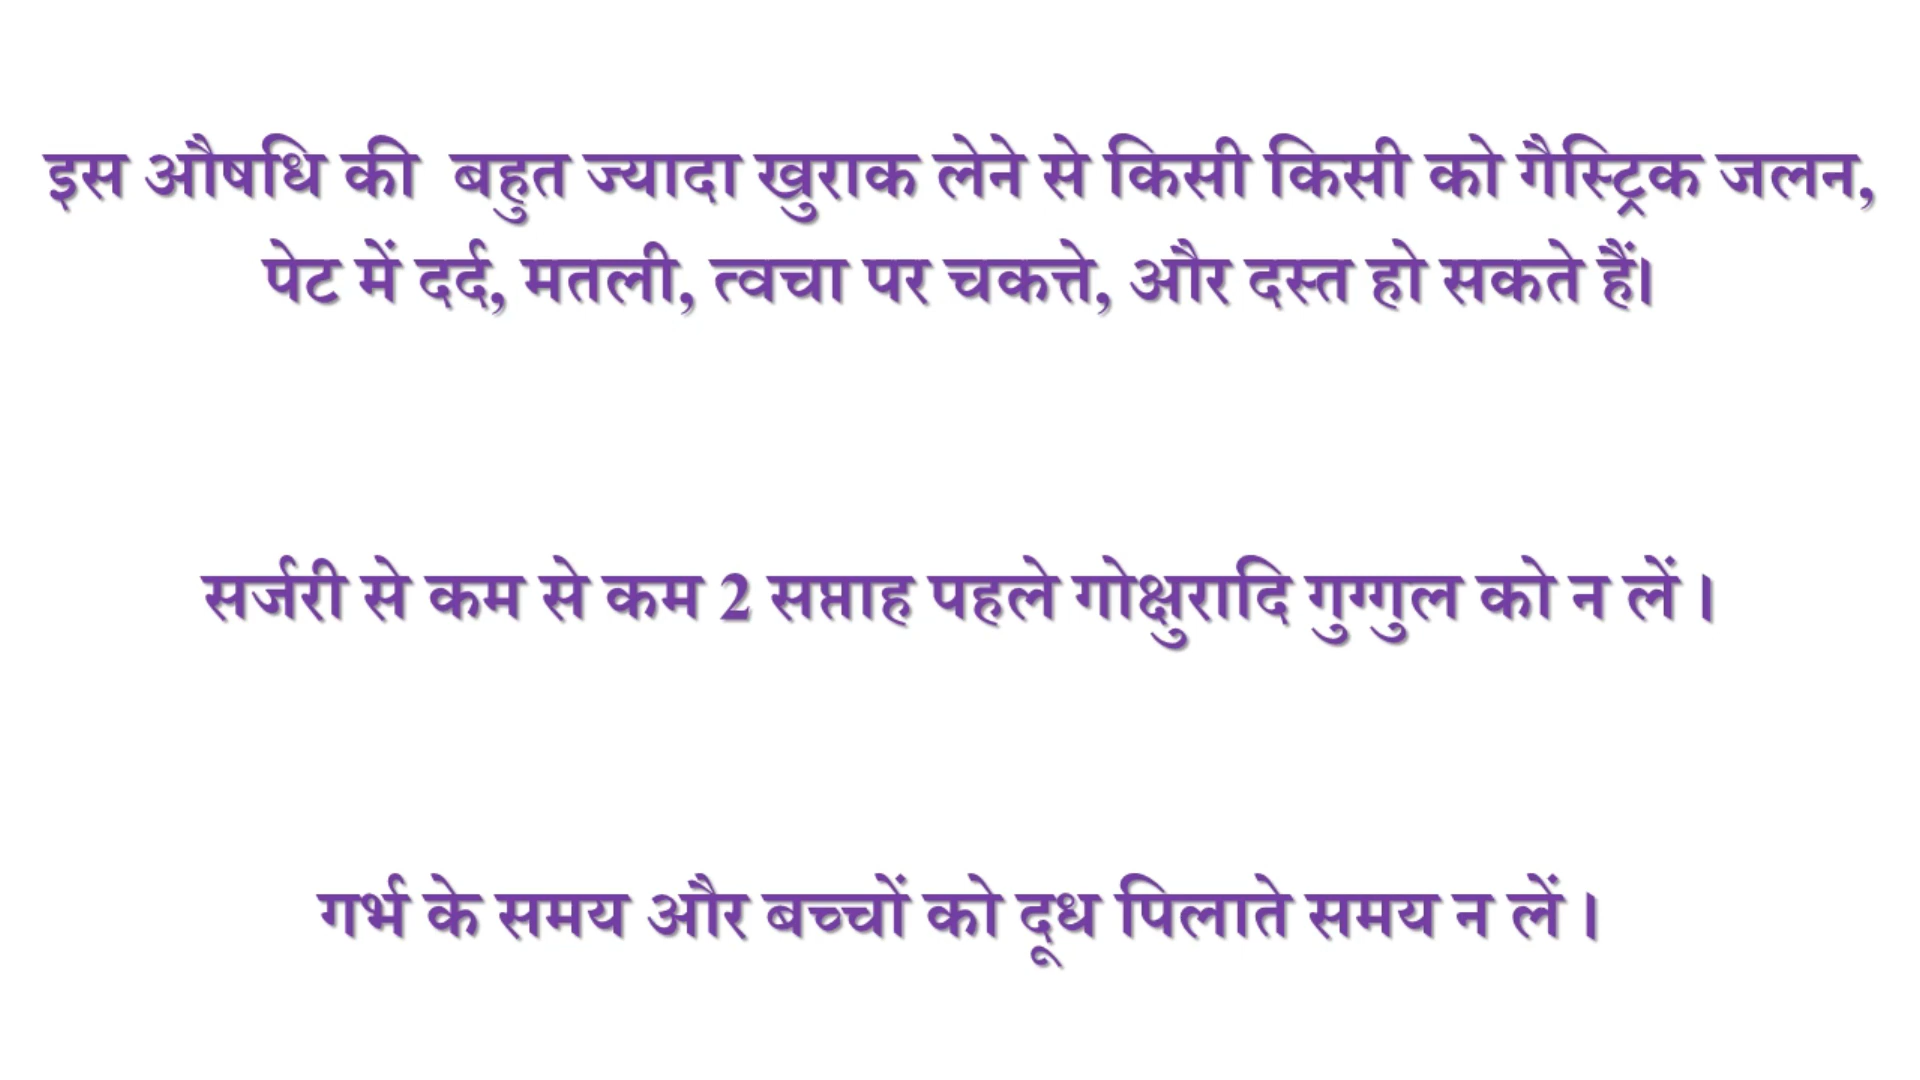 इस औषधि की  बहुत ज्यादा खुराक लेने से किसी किसी को गैस्ट्रिक जलन,
पेट में दर्द, मतली, त्वचा पर चकत्ते, और दस्त हो सकते हैं।
सर्जरी से कम से कम 2 सप्ताह पहले गोक्षुरादि गुग्गुल को न लें ।
गर्भ के समय और बच्चों को दूध पिलाते समय न लें ।